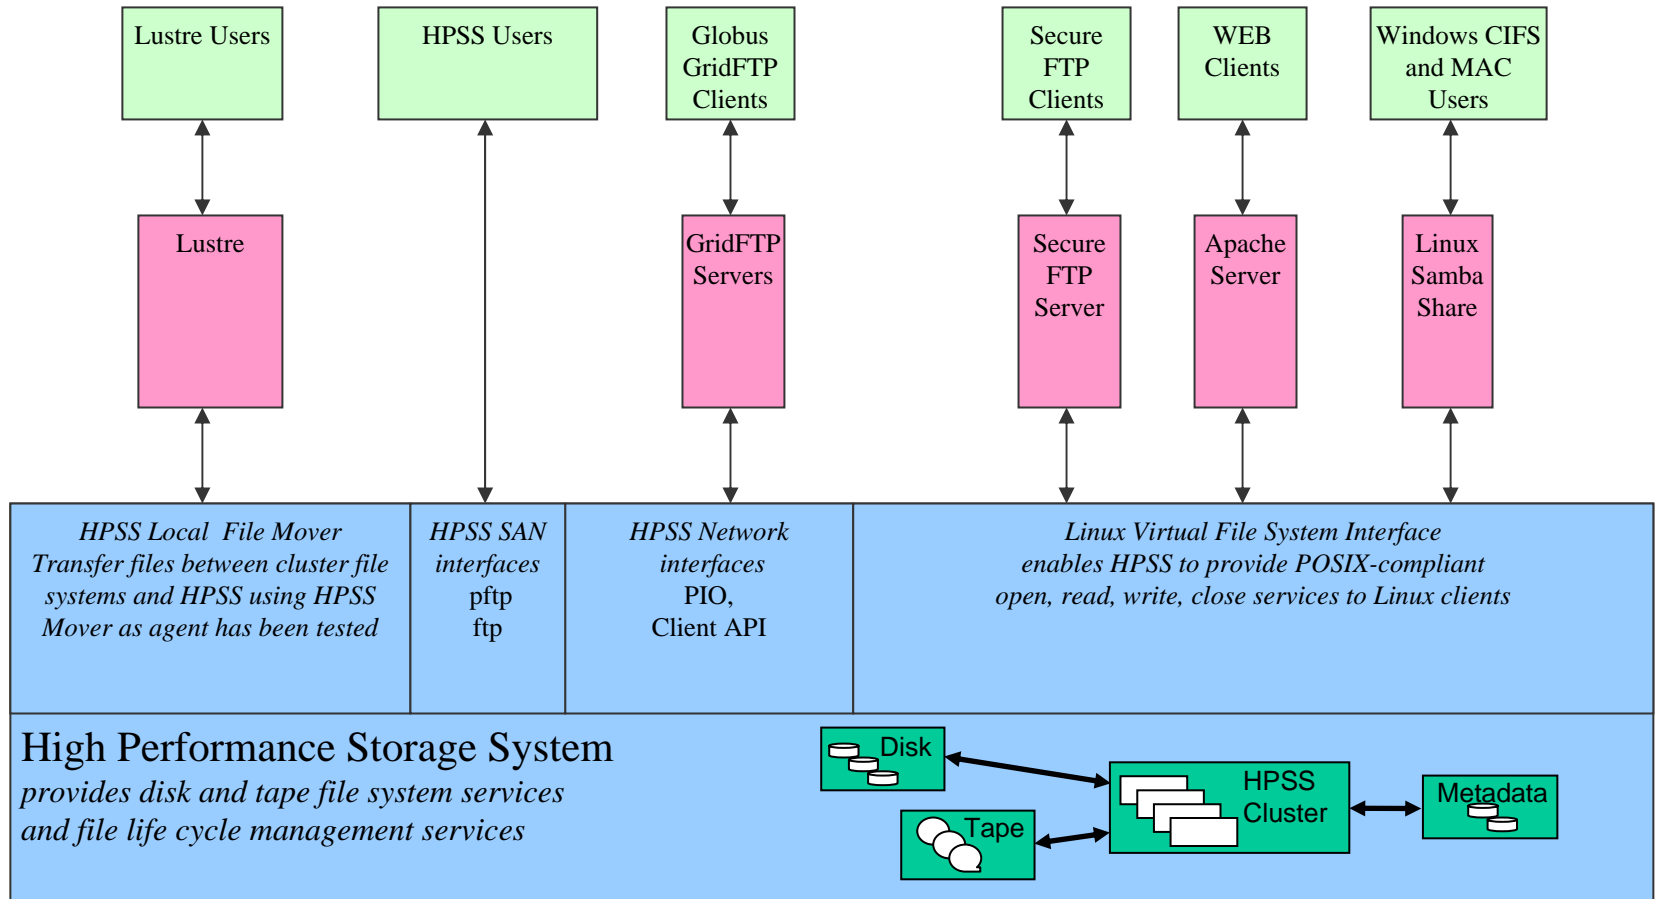 Lustre Users
HPSS Users
Globus
GridFTP
Clients
Secure
FTP
Clients
WEB
Clients
Windows CIFS
and MAC
Users
Lustre
GridFTP
Servers
Secure
FTP
Server
Apache
Server
Linux
Samba
Share
HPSS Local File Mover
Transfer files between cluster file
systems and HPSS using HPSS
Mover as agent has been tested
HPSS SAN
interfaces
pftp
ftp
HPSS Network
interfaces
PIO,
Client API
Linux Virtual File System Interface
enables HPSS to provide POSIX-compliant
open, read, write, close services to Linux clients
High Performance Storage System
provides disk and tape file system services
and file life cycle management services
Disk
Tape
HPSS
Cluster
Metadata